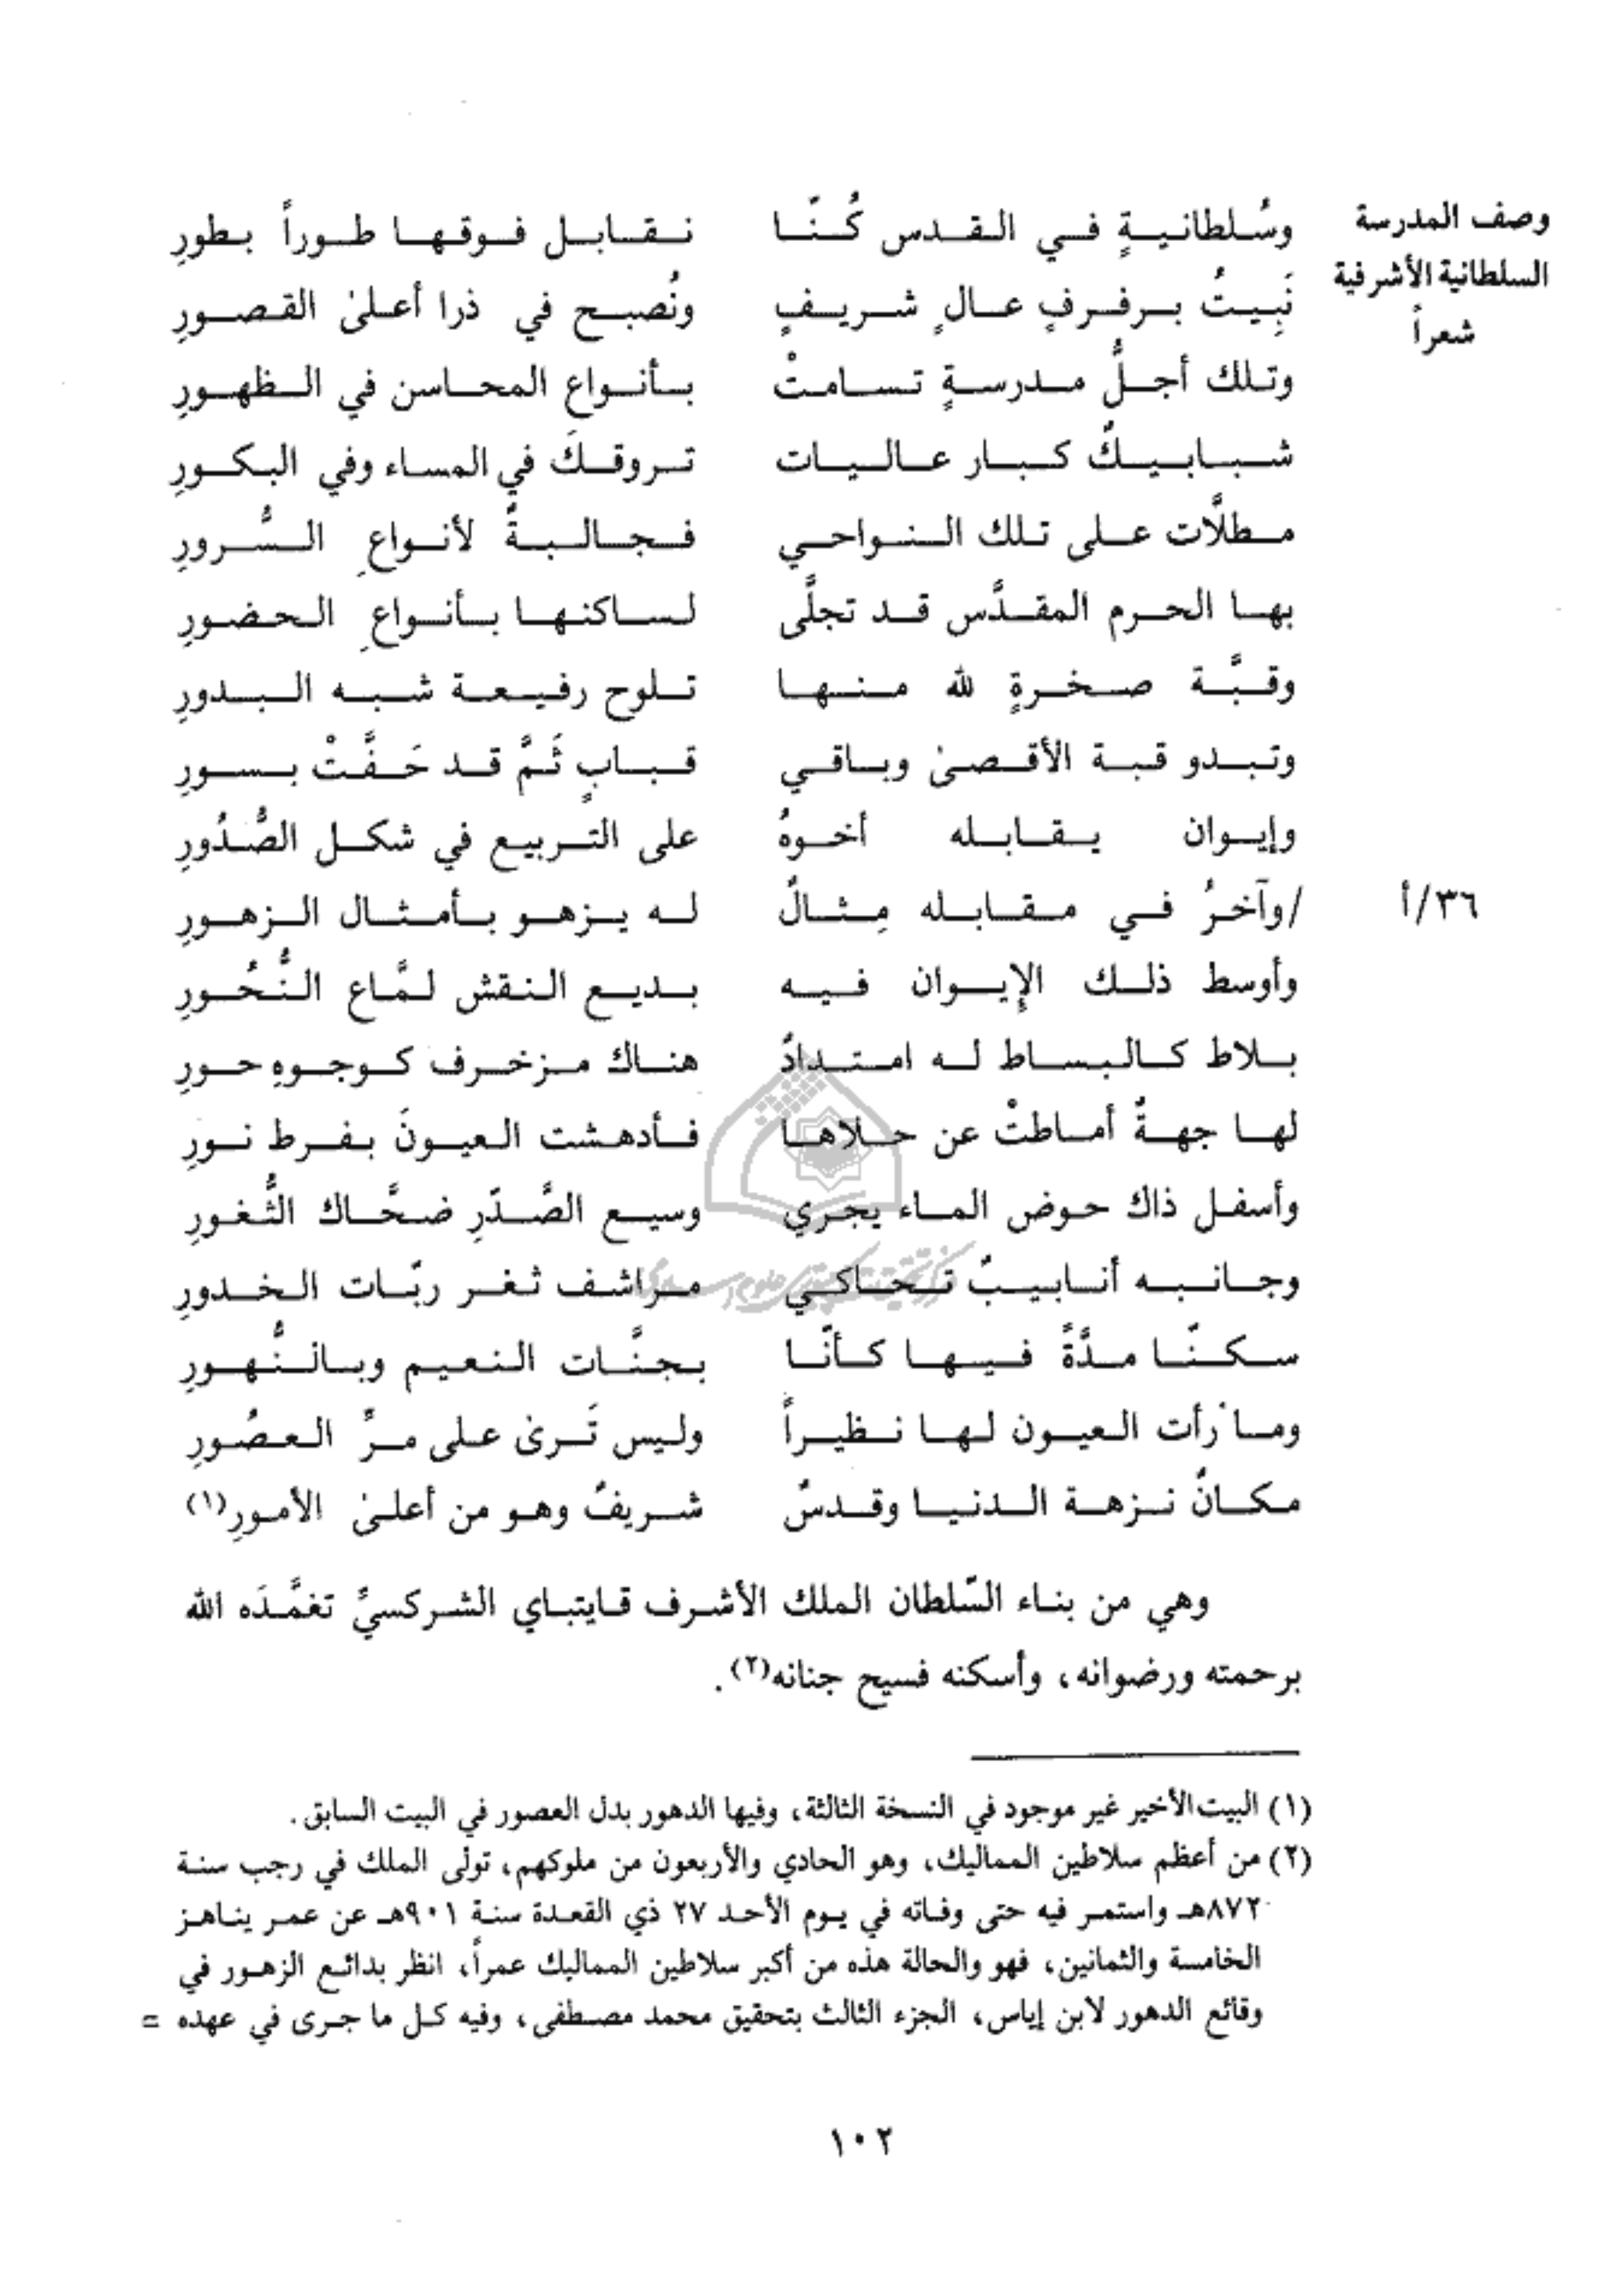 وصف المدرسة
السلطانية الأشرفية
شعراً
وسُلطانيةٍ في القدس كُنّا نقابل فوقها طوراً بطورِ
نَبِيتُ برفرفٍ عالٍ شريفٍ ونُصبح في ذرا أعلىٰ القصورِ
وتلك أجلُّ مدرسةٍ تسامتْ بأنواع المحاسن في الظهورِ
شبابيكٌ كبار عاليات تروقكَ في المساء وفي البكورِ
مطلَّات على تلك النواحي فجالبةٌ لأنواعِ السُّرورِ
بها الحرم المقدَّس قد تجلَّى لساكنها بأنواعِ الحضورِ
وقبَّة صخرةٍ لله منها تلوح رفيعة شبه البدورِ
وتبدو قبة الأقصىٰ وباقي قبابٍ ثَمَّ قد حَفَّتْ بسورِ
وإيوان يقابله أخوهُ على التربيع في شكل الصُّدُورِ
٣٦/أ
/وآخرُ في مقابله مِثالٌ له يزهو بأمثال الزهورِ
وأوسط ذلك الإيوان فيه بديع النقش لمَّاع النُّحُورِ
بلاط كالبساط له امتدادٌ هناك مزخرف كوجوهِ حورِ
لها جهةٌ أماطتْ عن حلاها فأدهشت العيونَ بفرط نورِ
وأسفل ذاك حوض الماء يجري وسيع الصَّدْرِ ضحَّاك الثُّغورِ
وجانبه أنابيبٌ تحاكي مراشف ثغر ربّات الخدورِ
سكنّا مدَّةً فيها كأنّا بجنَّات النعيم وبالنُّهورِ
وما رأت العيون لها نظيراً وليس تَرىٰ على مرِّ العصُورِ
مكانٌ نزهة الدنيا وقدسٌ شريفٌ وهو من أعلىٰ الأمورِ(١)
وهي من بناء السّلطان الملك الأشرف قايتباي الشركسيِّ تغمَّدَه الله
برحمته ورضوانه، وأسكنه فسيح جنانه(٢).
(١) البيت الأخير غير موجود في النسخة الثالثة، وفيها الدهور بدل العصور في البيت السابق.
(٢) من أعظم سلاطين المماليك، وهو الحادي والأربعون من ملوكهم، تولى الملك في رجب سنة
٨٧٢هـ واستمر فيه حتى وفاته في يوم الأحد ٢٧ ذي القعدة سنة ٩٠١هـ عن عمر يناهز
الخامسة والثمانين، فهو والحالة هذه من أكبر سلاطين المماليك عمراً، انظر بدائع الزهور في
وقائع الدهور لابن إياس، الجزء الثالث بتحقيق محمد مصطفى، وفيه كل ما جرى في عهده =
١٠٢